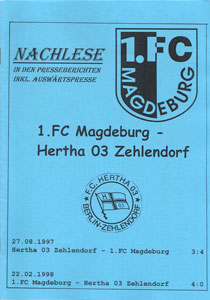 NACHLESE
IN DEN PRESSEBERICHTEN
INKL. AUSWÄRTSPRESSE
1.FC
MAGDEBURG
1.FC Magdeburg -
Hertha 03 Zehlendorf
F.C. HERTHA 03
BERLIN-ZEHLENDORF
27.08.1997
Hertha 03 Zehlendorf - 1.FC Magdeburg 3:4
22.02.1998
1.FC Magdeburg - Hertha 03 Zehlendorf 4:0